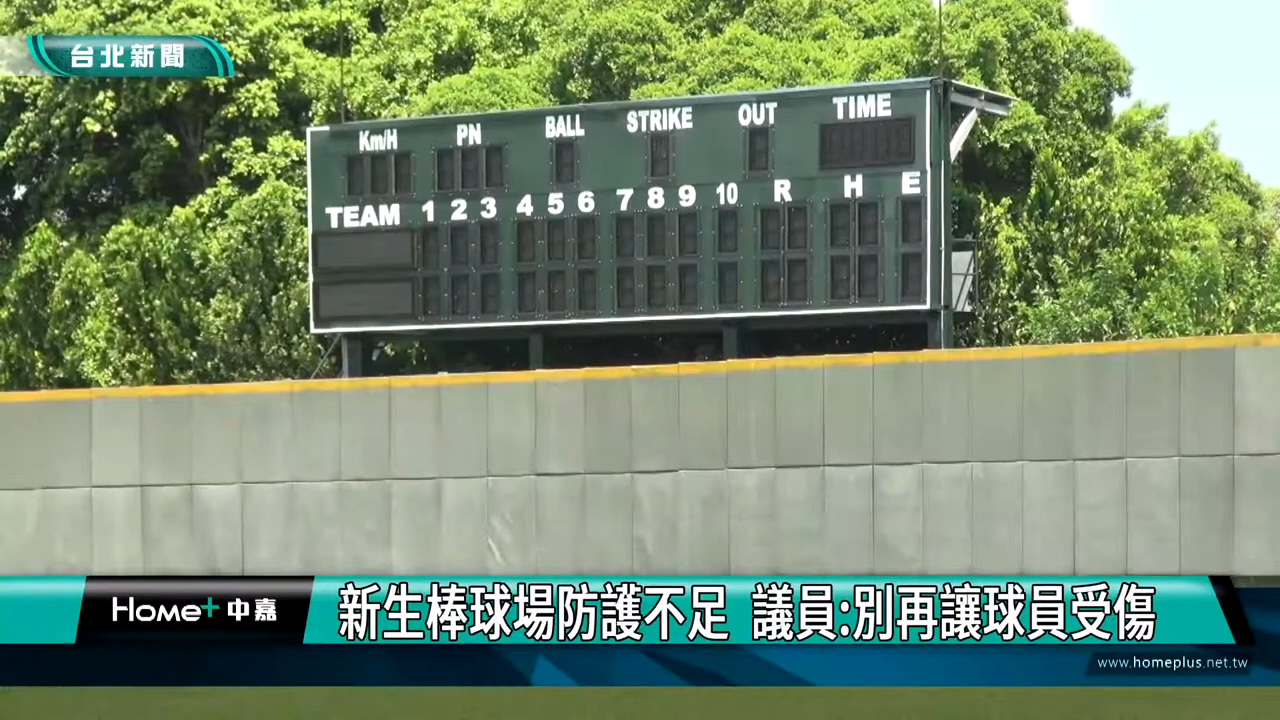 台北新聞
Km/H PN BALL STRIKE OUT TIME
TEAM 1 2 3 4 5 6 7 8 9 10 R H E
Home+ 中嘉
新生棒球場防護不足 議員:別再讓球員受傷
www.homeplus.net.tw